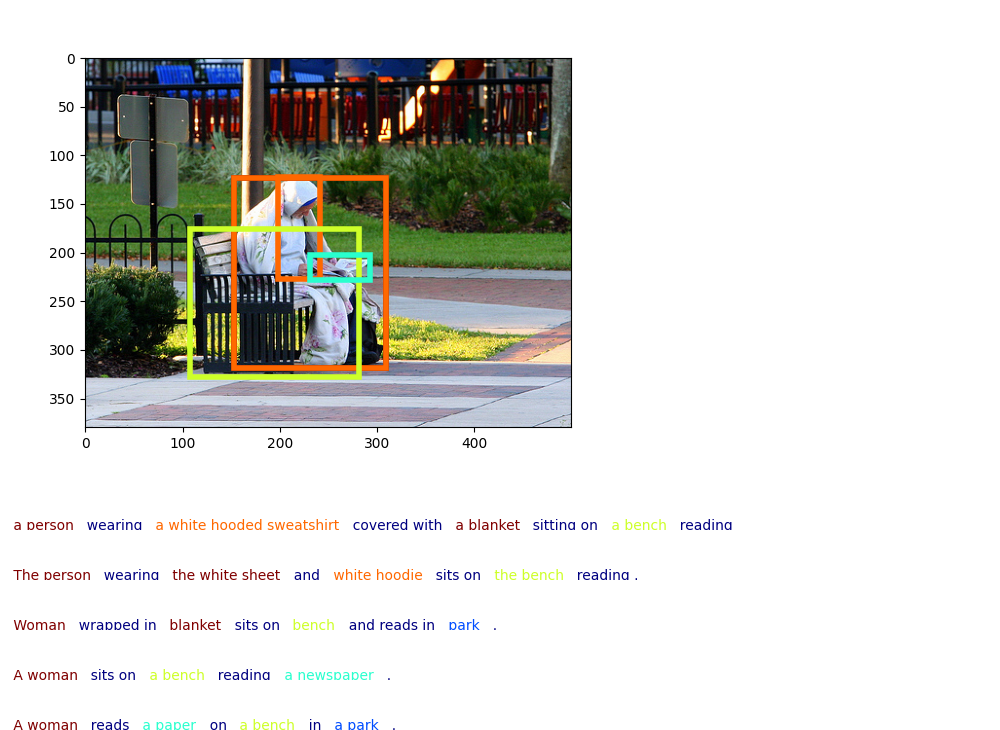 0
50
100
150
200
250
300
350
0 100 200 300 400
a person wearing a white hooded sweatshirt covered with a blanket sitting on a bench reading
The person wearing the white sheet and white hoodie sits on the bench reading .
Woman wrapped in blanket sits on bench and reads in park .
A woman sits on a bench reading a newspaper .
A woman reads a paper on a bench in a park .